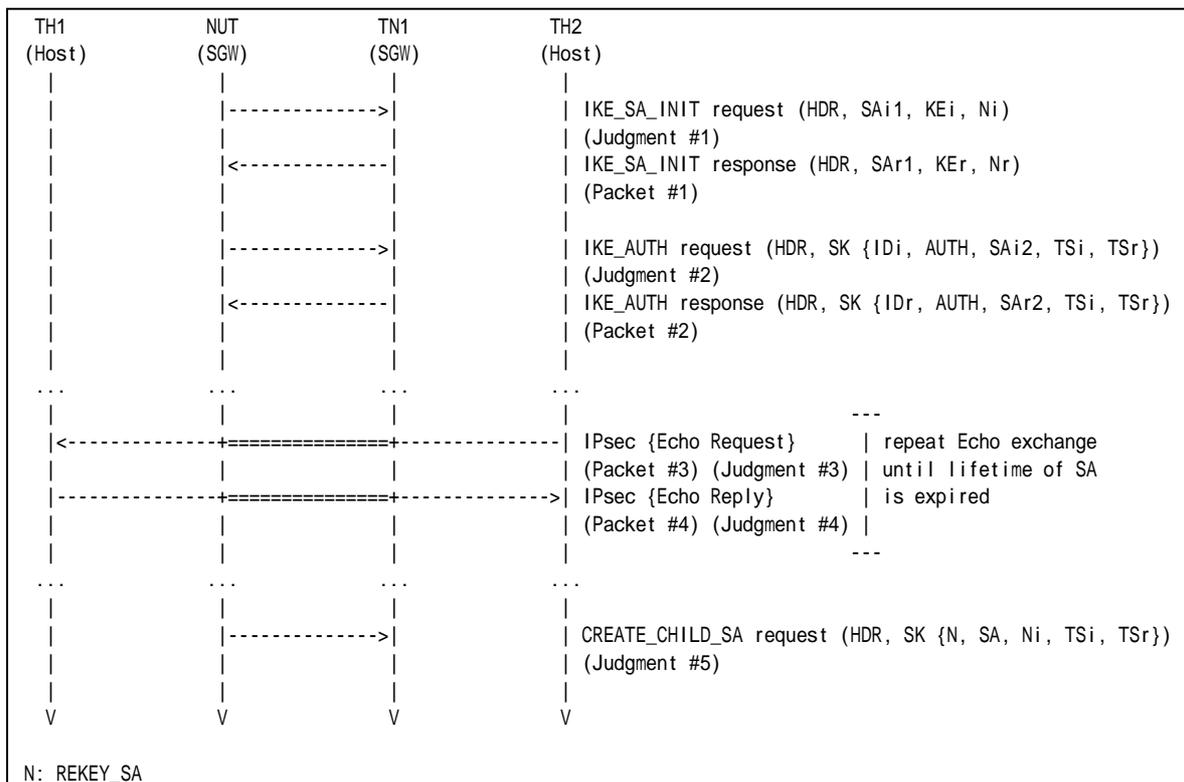 TH1 NUT TN1 TH2
(Host) (SGW) (SGW) (Host)
| | | |
| |-------------->| | IKE_SA_INIT request (HDR, SAi1, KEi, Ni)
| | | | (Judgment #1)
| |<--------------| | IKE_SA_INIT response (HDR, SAr1, KEr, Nr)
| | | | (Packet #1)
| | | |
| |-------------->| | IKE_AUTH request (HDR, SK {IDi, AUTH, SAi2, TSi, TSr})
| | | | (Judgment #2)
| |<--------------| | IKE_AUTH response (HDR, SK {IDr, AUTH, SAr2, TSi, TSr})
| | | | (Packet #2)
| | | |
... ... ... ...
| | | | ---
|<--------------+===============+---------------| IPsec {Echo Request} | repeat Echo exchange
| | | | (Packet #3) (Judgment #3) | until lifetime of SA
|---------------+===============+-------------->| IPsec {Echo Reply} | is expired
| | | | (Packet #4) (Judgment #4) |
| | | | ---
... ... ... ...
| | | |
| |-------------->| | CREATE_CHILD_SA request (HDR, SK {N, SA, Ni, TSi, TSr})
| | | | (Judgment #5)
| | | |
V V V V
N: REKEY_SA